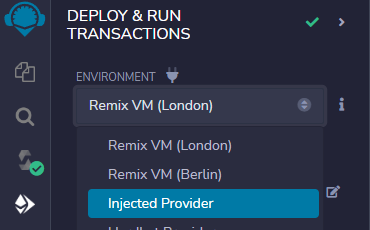 DEPLOY & RUN
TRANSACTIONS
ENVIRONMENT
Remix VM (London)
Remix VM (London)
Remix VM (Berlin)
Injected Provider